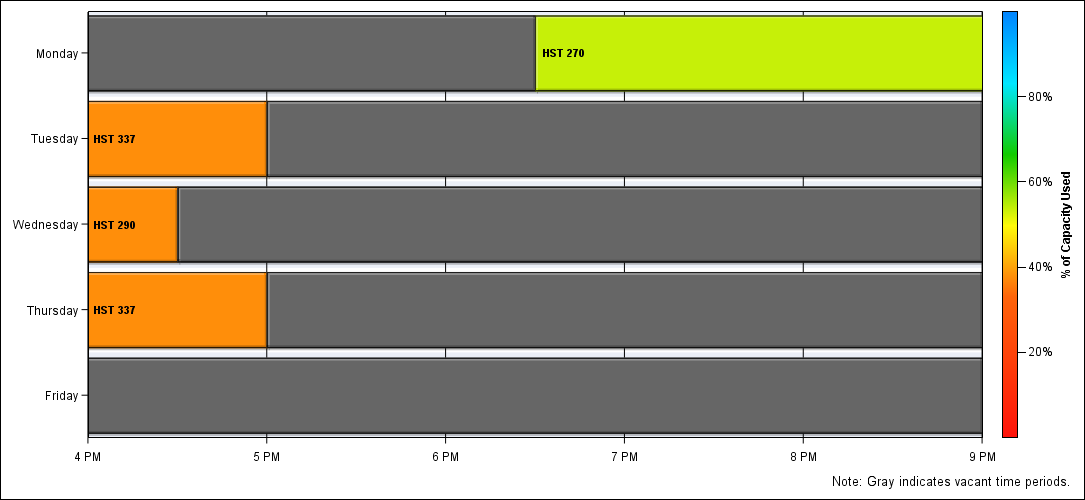 Monday
HST 270
Tuesday
HST 337
Wednesday
HST 290
Thursday
HST 337
Friday
4 PM
5 PM
6 PM
7 PM
8 PM
9 PM
80%
60%
40%
20%
% of Capacity Used
Note: Gray indicates vacant time periods.